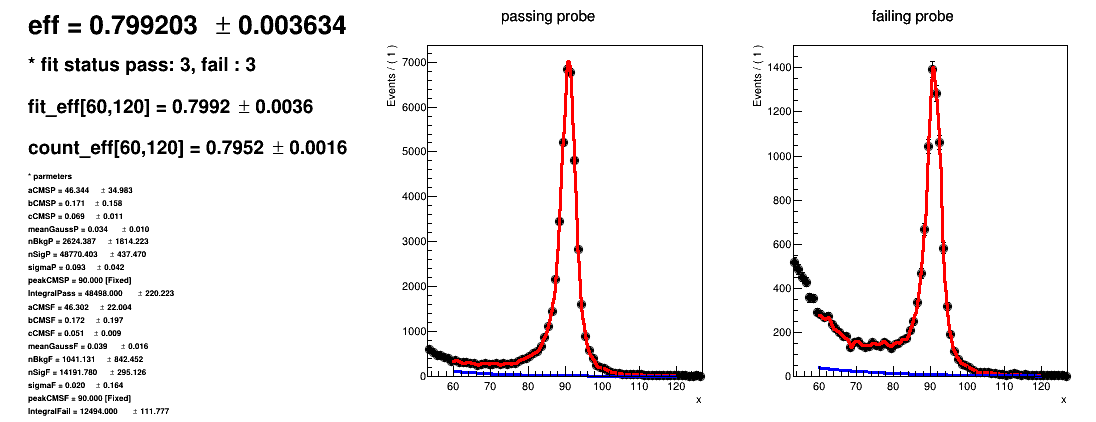 eff = 0.799203 ± 0.003634
* fit status pass: 3, fail : 3
fit_eff[60,120] = 0.7992 ± 0.0036
count_eff[60,120] = 0.7952 ± 0.0016
* parmeters
aCMSP = 46.344 ± 34.983
bCMSP = 0.171 ± 0.158
cCMSP = 0.069 ± 0.011
meanGaussP = 0.034 ± 0.010
nBkgP = 2624.387 ± 1814.223
nSigP = 48770.403 ± 437.470
sigmaP = 0.093 ± 0.042
peakCMSP = 90.000 [Fixed]
IntegralPass = 48498.000 ± 220.223
aCMSF = 46.302 ± 22.004
bCMSF = 0.172 ± 0.197
cCMSF = 0.051 ± 0.009
meanGaussF = 0.039 ± 0.016
nBkgF = 1041.131 ± 842.452
nSigF = 14191.780 ± 295.126
sigmaF = 0.020 ± 0.164
peakCMSF = 90.000 [Fixed]
IntegralFail = 12494.000 ± 111.777
passing probe
Events / ( 1 )
7000
6000
5000
4000
3000
2000
1000
0
60 70 80 90 100 110 120
x
failing probe
Events / ( 1 )
1400
1200
1000
800
600
400
200
0
60 70 80 90 100 110 120
x